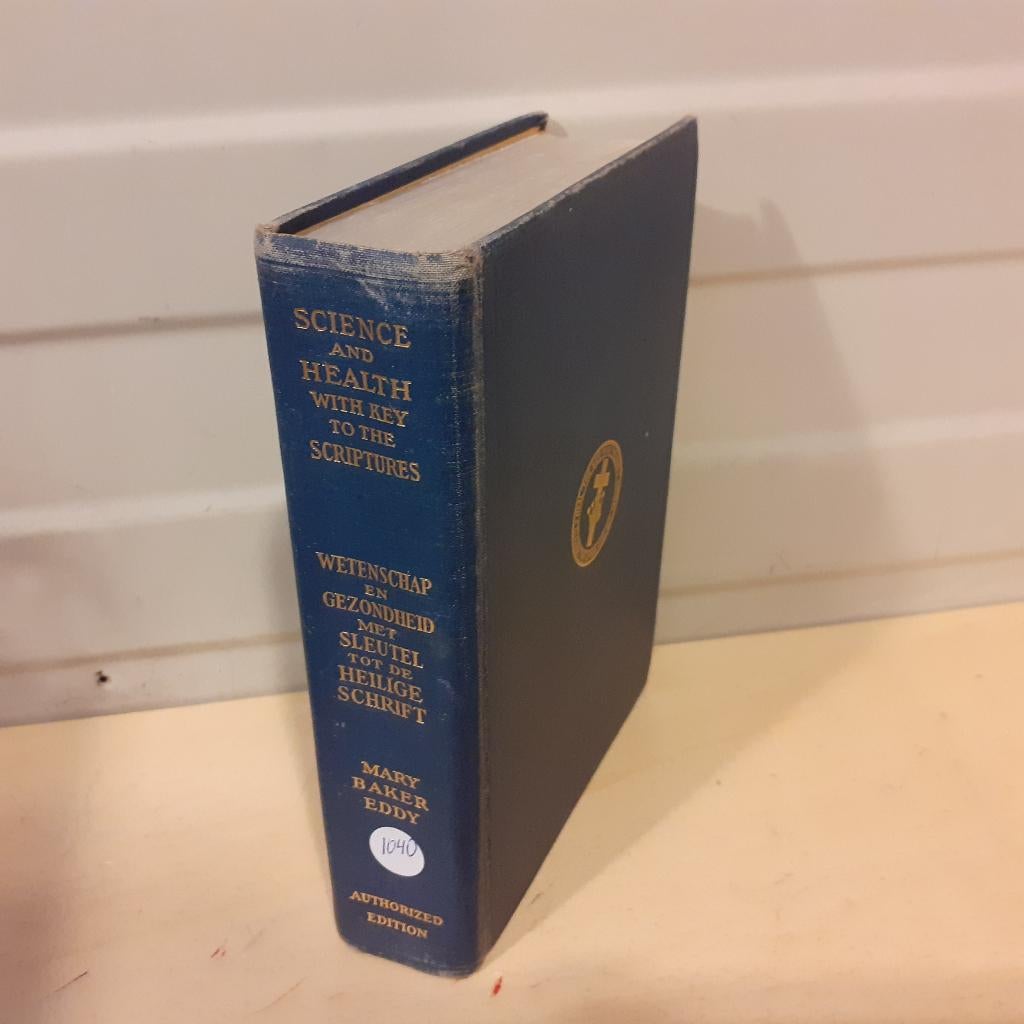 SCIENCE
AND
HEALTH
WITH KEY
TO THE
SCRIPTURES
WETENSCHAP
EN
GEZONDHEID
MET
SLEUTEL
TOT DE
HEILIGE
SCHRIFT
MARY
BAKER
EDDY
1040
AUTHORIZED
EDITION